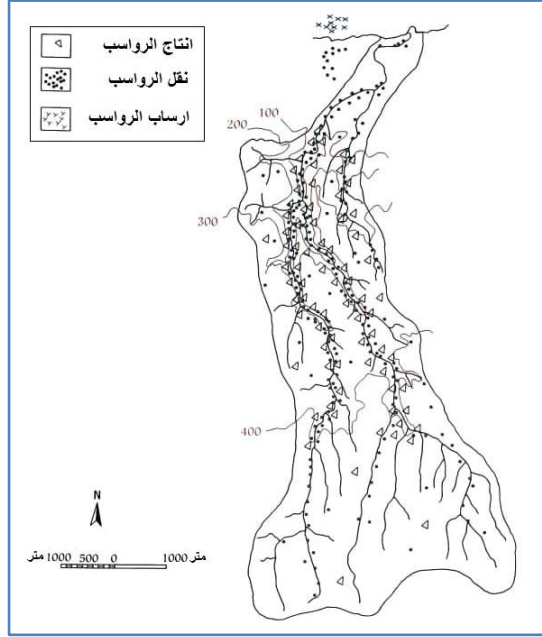 انتاج الرواسب
نقل الرواسب
ارساب الرواسب
100
200
300
400
N
متر 1000 500 0 1000 متر